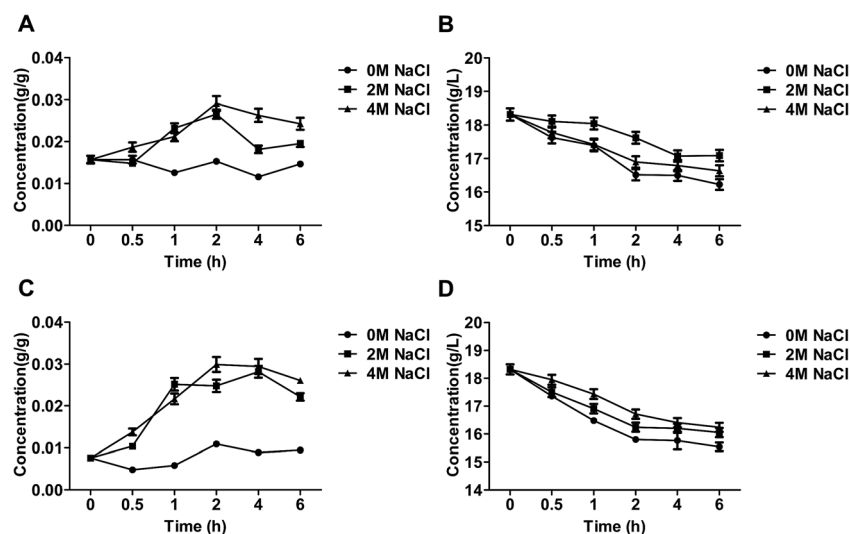 A
Concentration(g/g)
0.04
0.03
0.02
0.01
0.00
0 0.5 1 2 4 6
Time (h)
0M NaCl
2M NaCl
4M NaCl
B
Concentration(g/L)
20
19
18
17
16
15
0 0.5 1 2 4 6
Time (h)
0M NaCl
2M NaCl
4M NaCl
C
Concentration(g/g)
0.04
0.03
0.02
0.01
0.00
0 0.5 1 2 4 6
Time (h)
0M NaCl
2M NaCl
4M NaCl
D
Concentration(g/L)
20
19
18
17
16
15
14
0 0.5 1 2 4 6
Time (h)
0M NaCl
2M NaCl
4M NaCl